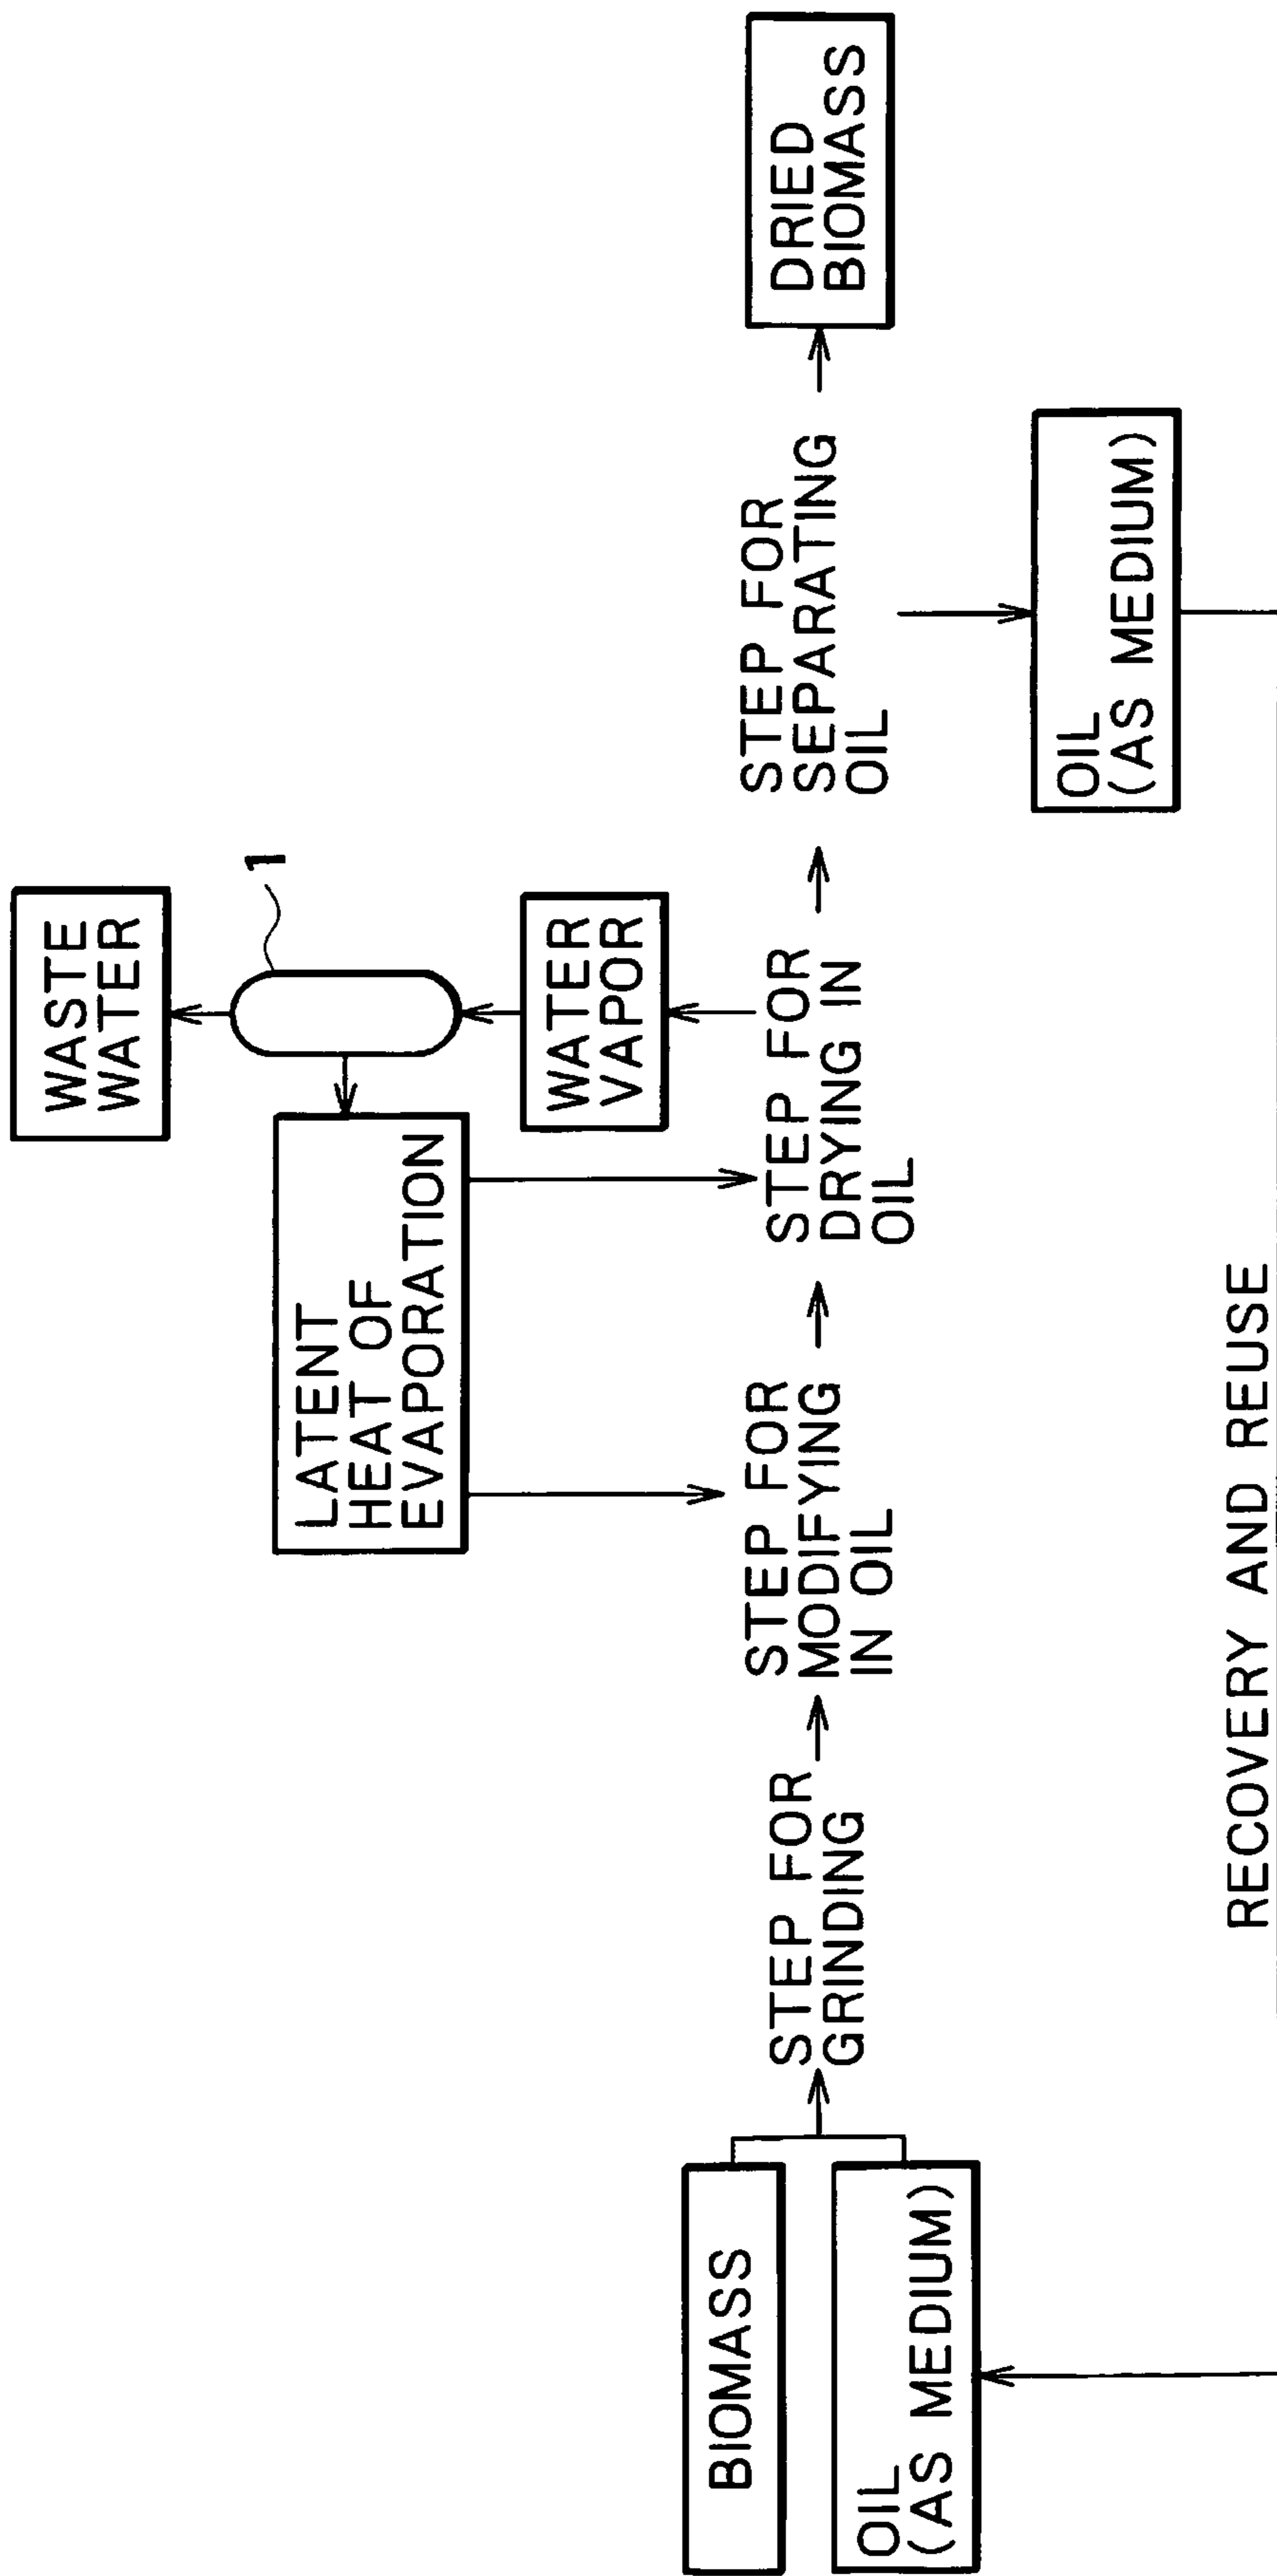 BIOMASS
OIL
(AS MEDIUM)
STEP FOR
GRINDING
STEP FOR
MODIFYING
IN OIL
LATENT
HEAT OF
EVAPORATION
WASTE
WATER
1
WATER
VAPOR
STEP FOR
DRYING IN
OIL
STEP FOR
SEPARATING
OIL
DRIED
BIOMASS
OIL
(AS MEDIUM)
RECOVERY AND REUSE